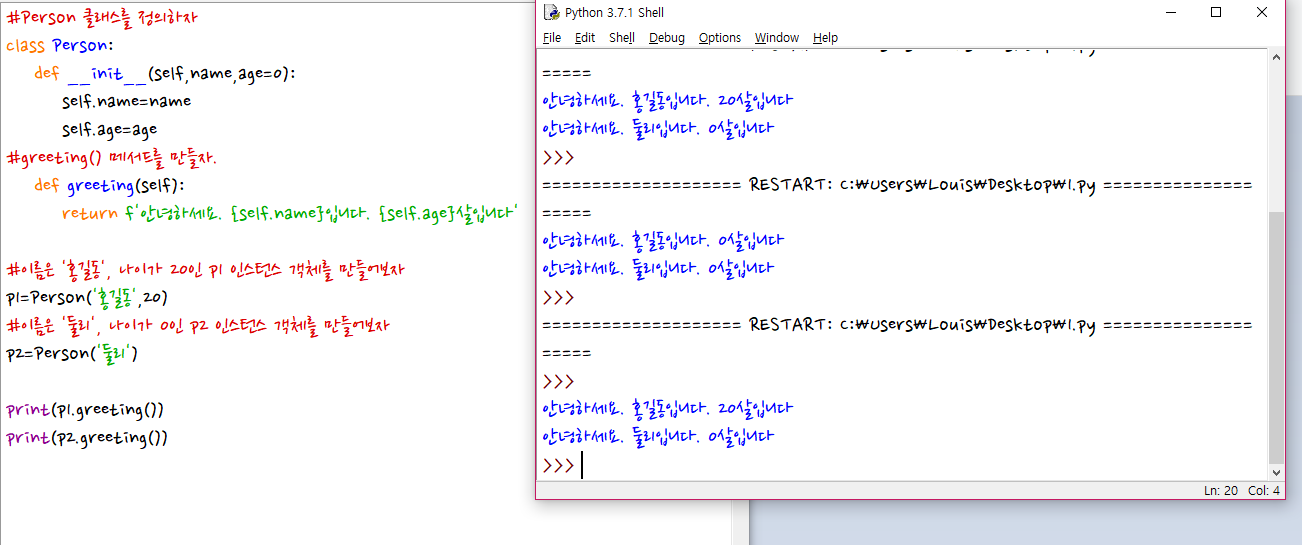 #Person 클래스를 정의하자
class Person:
def __init__(self,name,age=0):
self.name=name
self.age=age
#greeting() 메서드를 만들자.
def greeting(self):
return f'안녕하세요. {self.name}입니다. {self.age}살입니다'
#이름은 '홍길동', 나이가 20인 p1 인스턴스 객체를 만들어보자
p1=Person('홍길동',20)
#이름은 '둘리', 나이가 0인 p2 인스턴스 객체를 만들어보자
p2=Person('둘리')
print(p1.greeting())
print(p2.greeting())
Python 3.7.1 Shell
File Edit Shell Debug Options Window Help
=====
안녕하세요. 홍길동입니다. 20살입니다
안녕하세요. 둘리입니다. 0살입니다
>>>
==================== RESTART: C:₩Users₩Louis₩Desktop₩1.py ===============
=====
안녕하세요. 홍길동입니다. 0살입니다
안녕하세요. 둘리입니다. 0살입니다
>>>
==================== RESTART: C:₩Users₩Louis₩Desktop₩1.py ===============
=====
>>>
안녕하세요. 홍길동입니다. 20살입니다
안녕하세요. 둘리입니다. 0살입니다
>>>
Ln: 20 Col: 4